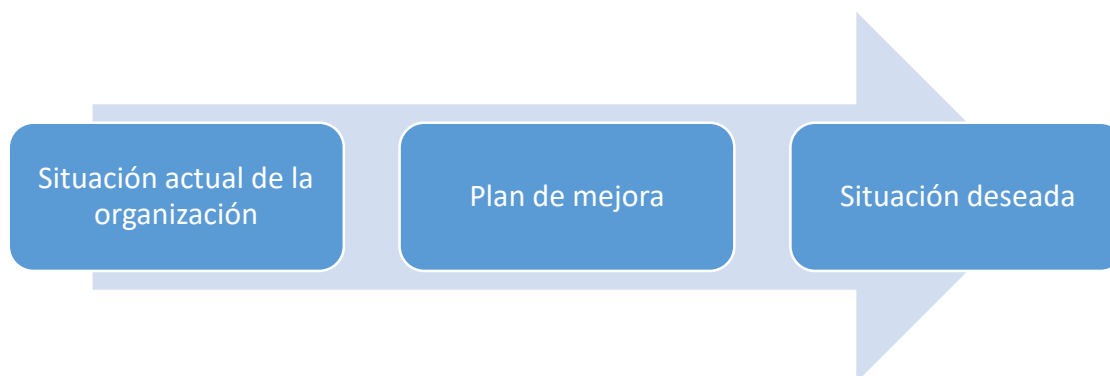 Situación actual de la
organización
Plan de mejora
Situación deseada